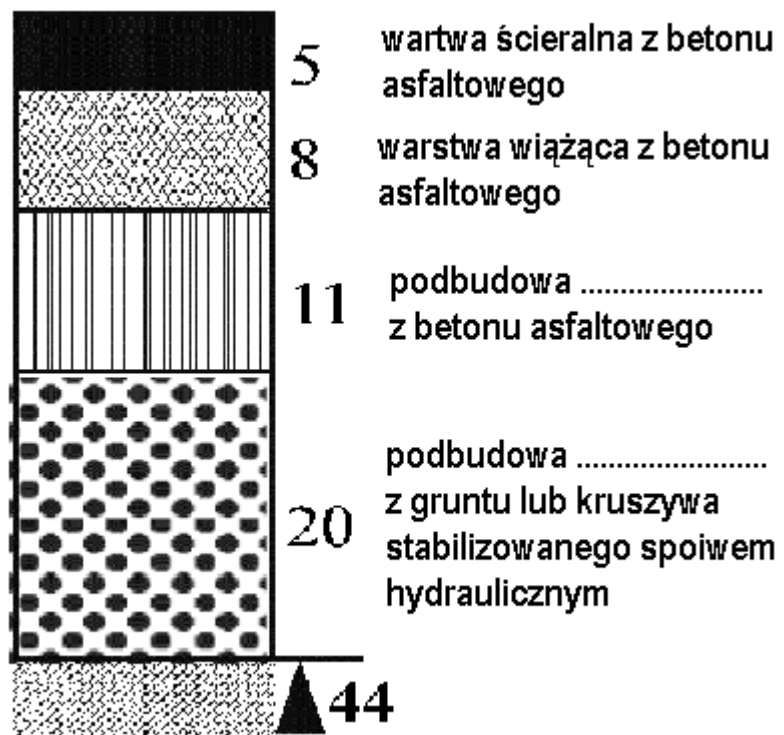 5 wartwa ścieralna z betonu
asfaltowego
8 warstwa wiążąca z betonu
asfaltowego
11 podbudowa .......................
z betonu asfaltowego
podbudowa ........................
20 z gruntu lub kruszywa
stabilizowanego spoiwem
hydraulicznym
44